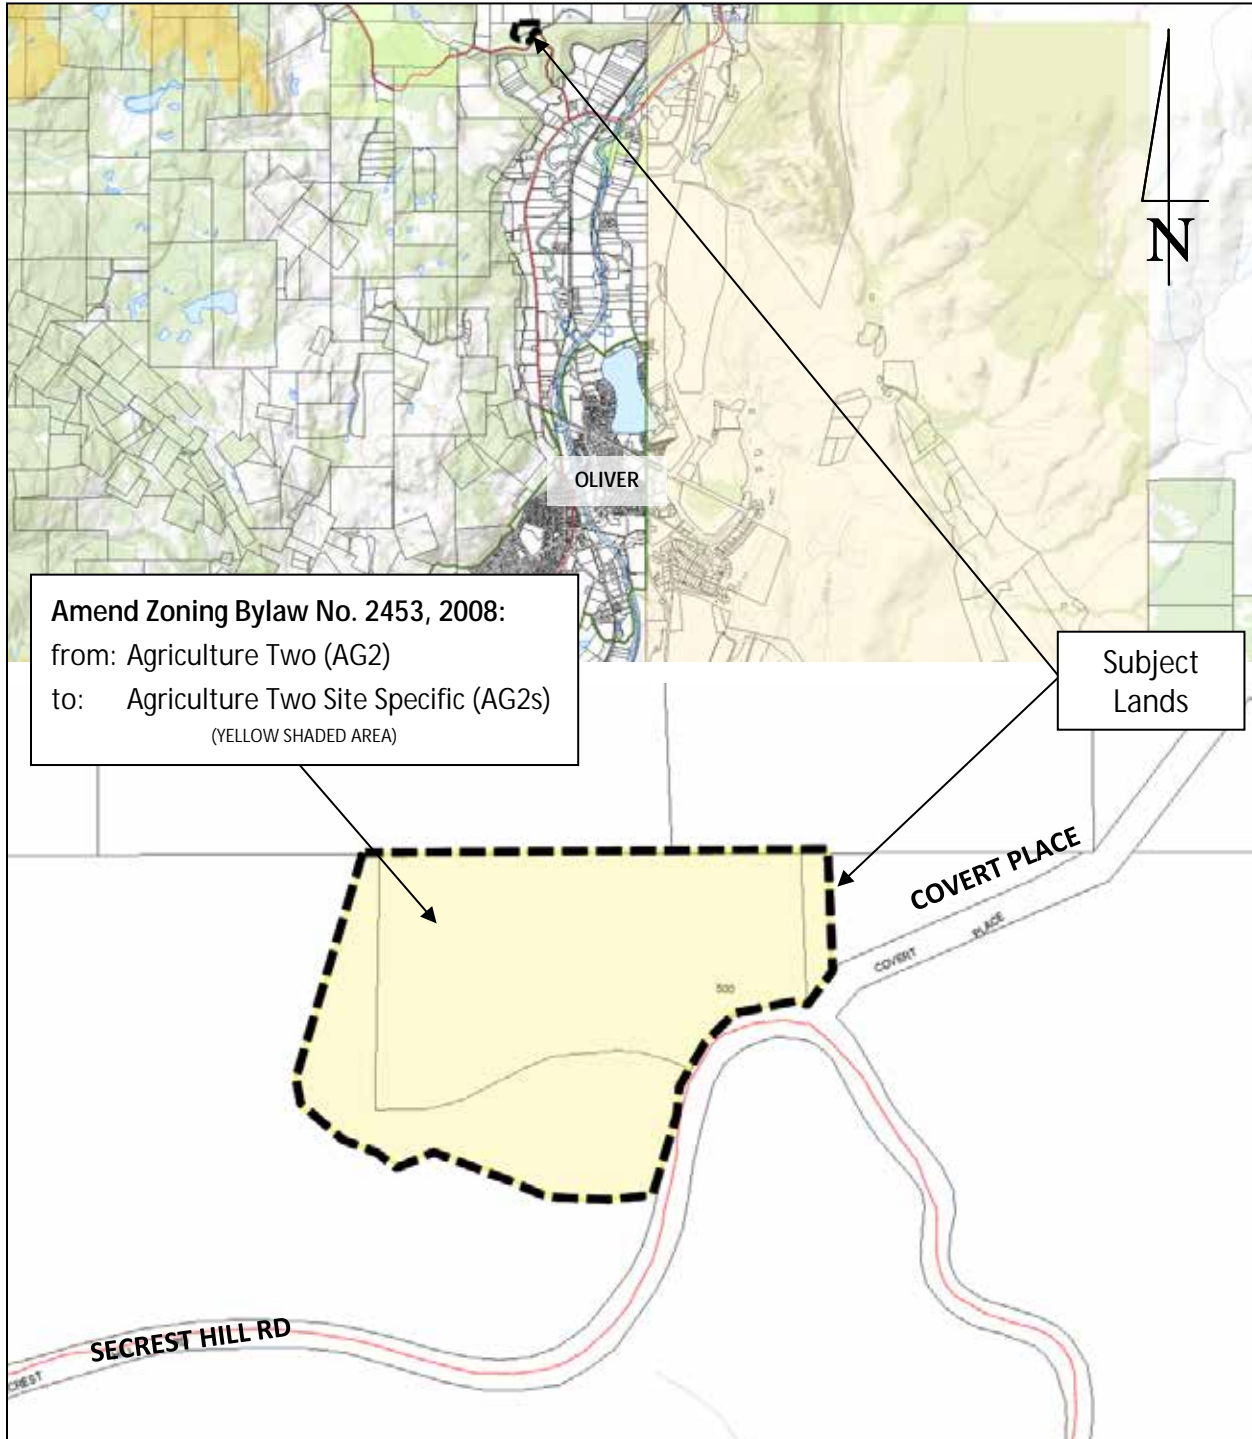 N
OLIVER
Amend Zoning Bylaw No. 2453, 2008:
from: Agriculture Two (AG2)
to: Agriculture Two Site Specific (AG2s)
(YELLOW SHADED AREA)
Subject
Lands
COVERT PLACE
COVERT PLACE
500
SECREST HILL RD
CREST